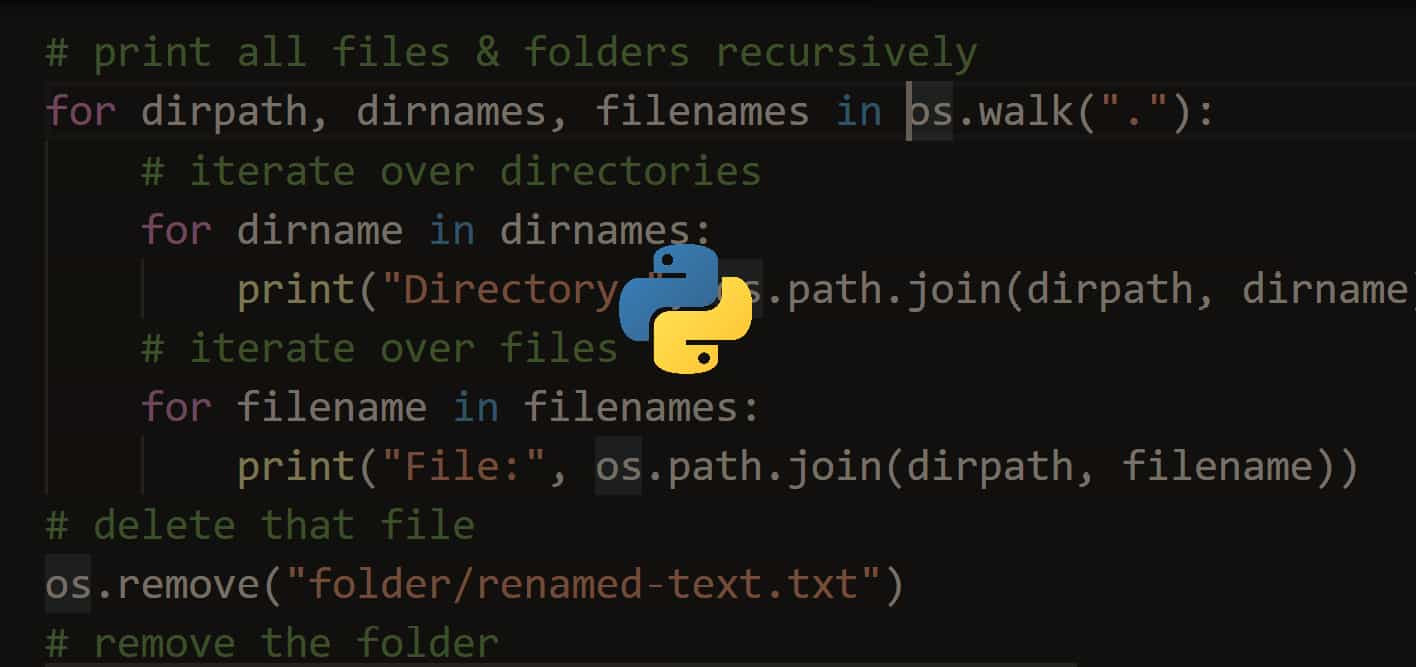 # print all files & folders recursively
for dirpath, dirnames, filenames in os.walk("."):
    # iterate over directories
    for dirname in dirnames:
        print("Directory", os.path.join(dirpath, dirname
    # iterate over files
    for filename in filenames:
        print("File:", os.path.join(dirpath, filename))
# delete that file
os.remove("folder/renamed-text.txt")
# remove the folder